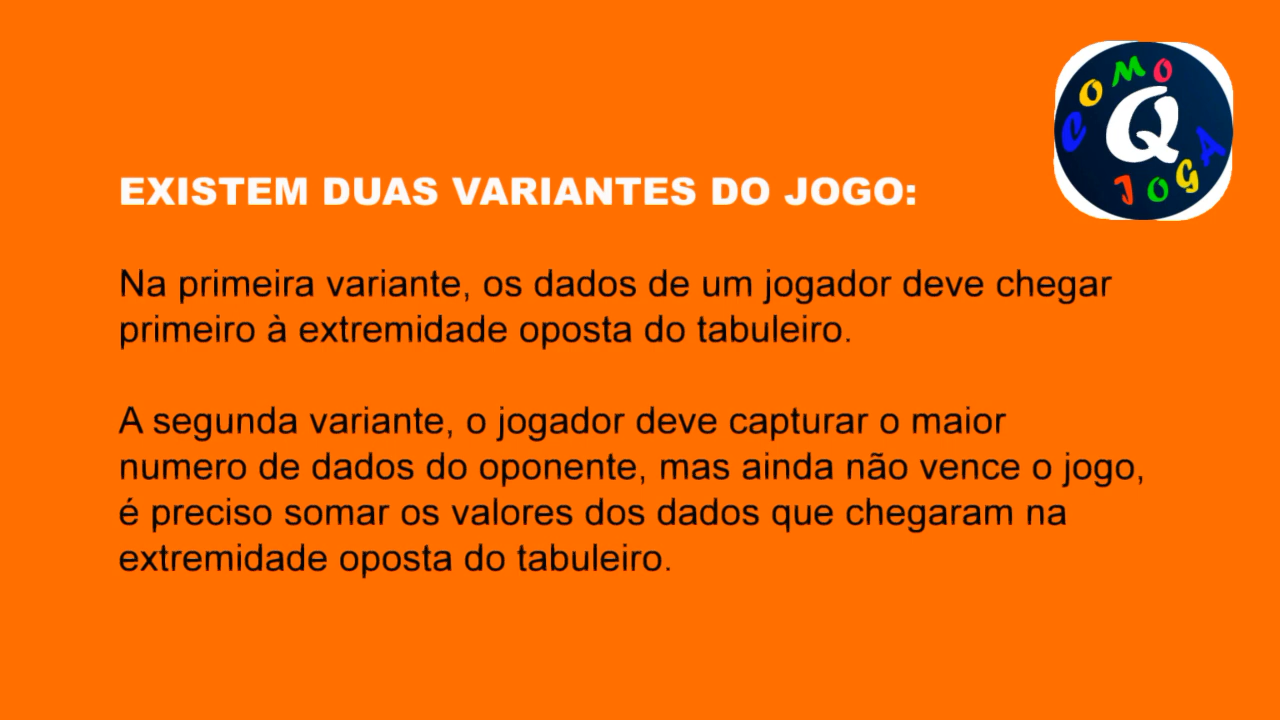 COMO
Q
JOGA
EXISTEM DUAS VARIANTES DO JOGO:
Na primeira variante, os dados de um jogador deve chegar
primeiro à extremidade oposta do tabuleiro.
A segunda variante, o jogador deve capturar o maior
numero de dados do oponente, mas ainda não vence o jogo,
é preciso somar os valores dos dados que chegaram na
extremidade oposta do tabuleiro.